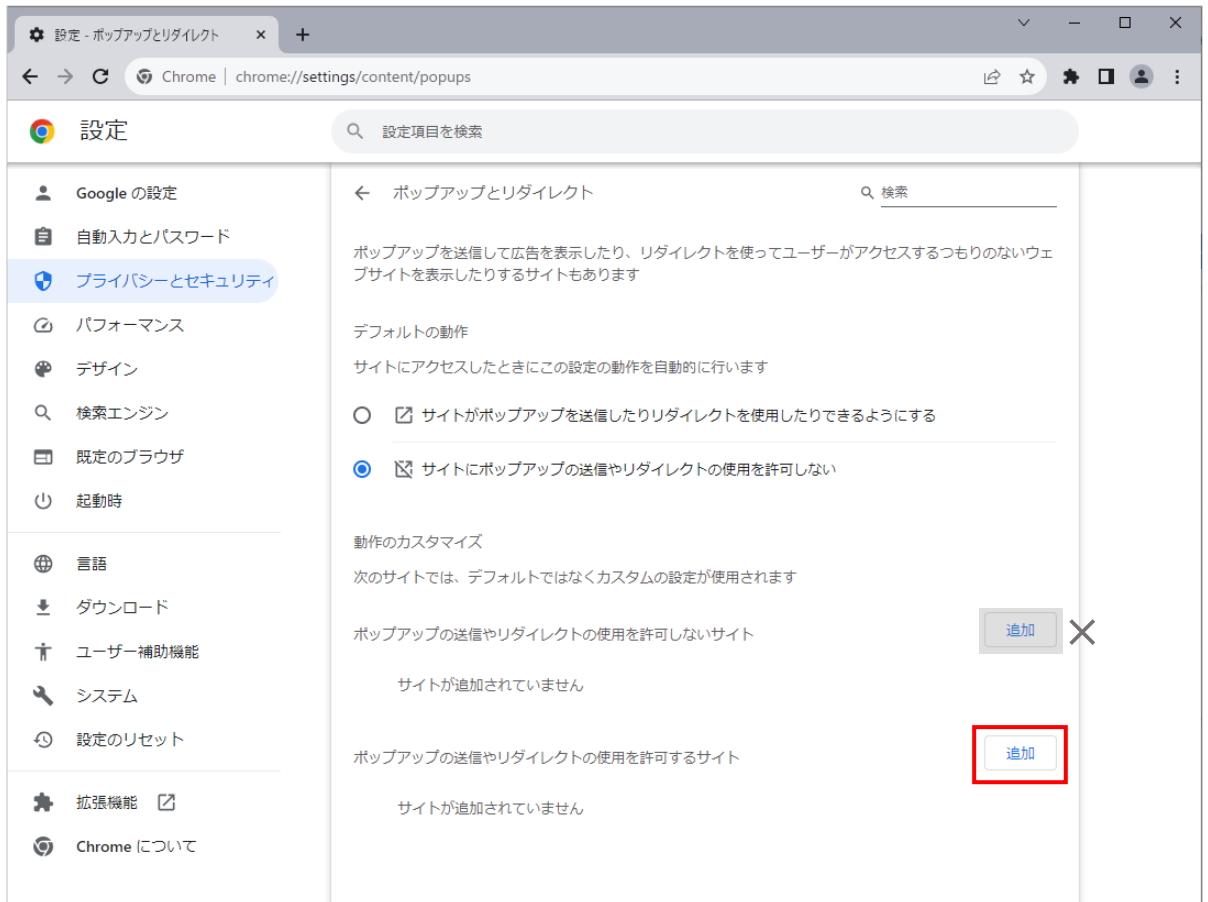 設定 - ポップアップとリダイレクト
Chrome | chrome://settings/content/popups
設定
設定項目を検索
Google の設定
自動入力とパスワード
プライバシーとセキュリティ
パフォーマンス
デザイン
検索エンジン
既定のブラウザ
起動時
言語
ダウンロード
ユーザー補助機能
システム
設定のリセット
拡張機能
Chrome について
ポップアップとリダイレクト
検索
ポップアップを送信して広告を表示したり、リダイレクトを使ってユーザーがアクセスするつもりのないウェ
ブサイトを表示したりするサイトもあります
デフォルトの動作
サイトにアクセスしたときにこの設定の動作を自動的に行います
サイトがポップアップを送信したりリダイレクトを使用したりできるようにする
サイトにポップアップの送信やリダイレクトの使用を許可しない
動作のカスタマイズ
次のサイトでは、デフォルトではなくカスタムの設定が使用されます
ポップアップの送信やリダイレクトの使用を許可しないサイト
追加
サイトが追加されていません
ポップアップの送信やリダイレクトの使用を許可するサイト
追加
サイトが追加されていません